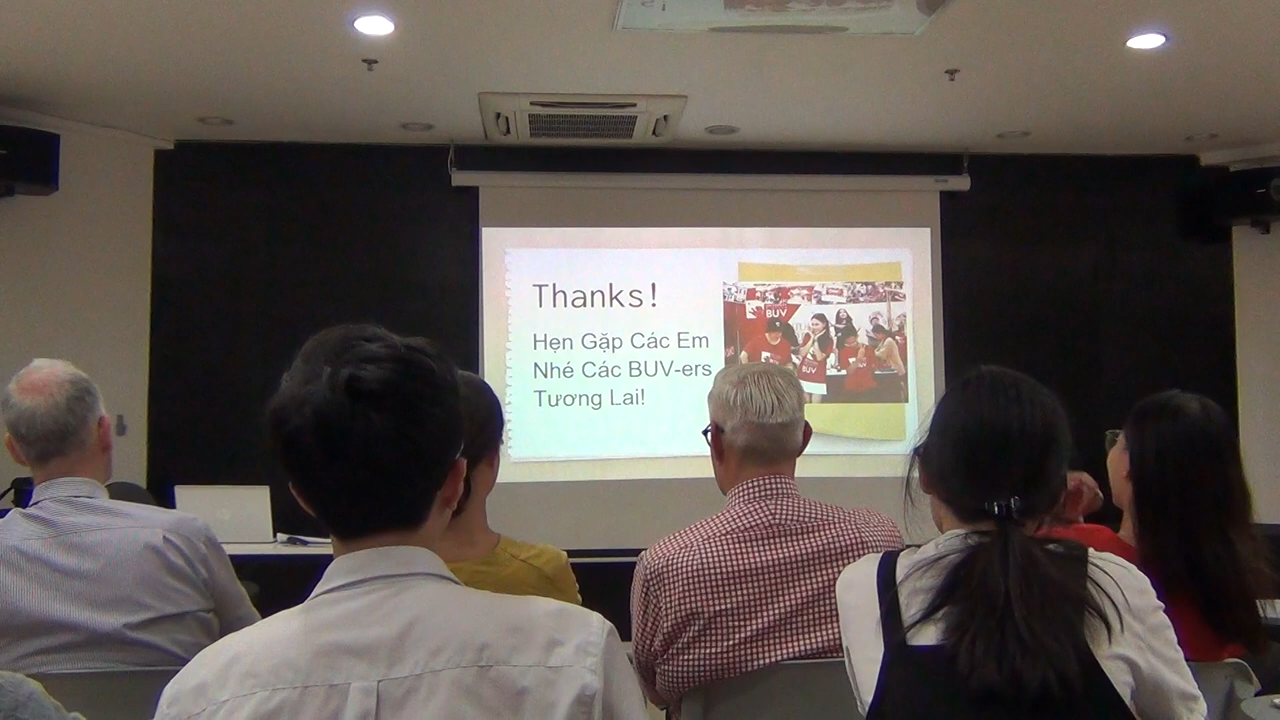 Thanks!
Hẹn Gặp Các Em
Nhé Các BUV-ers
Tương Lai!
BUV
BUV